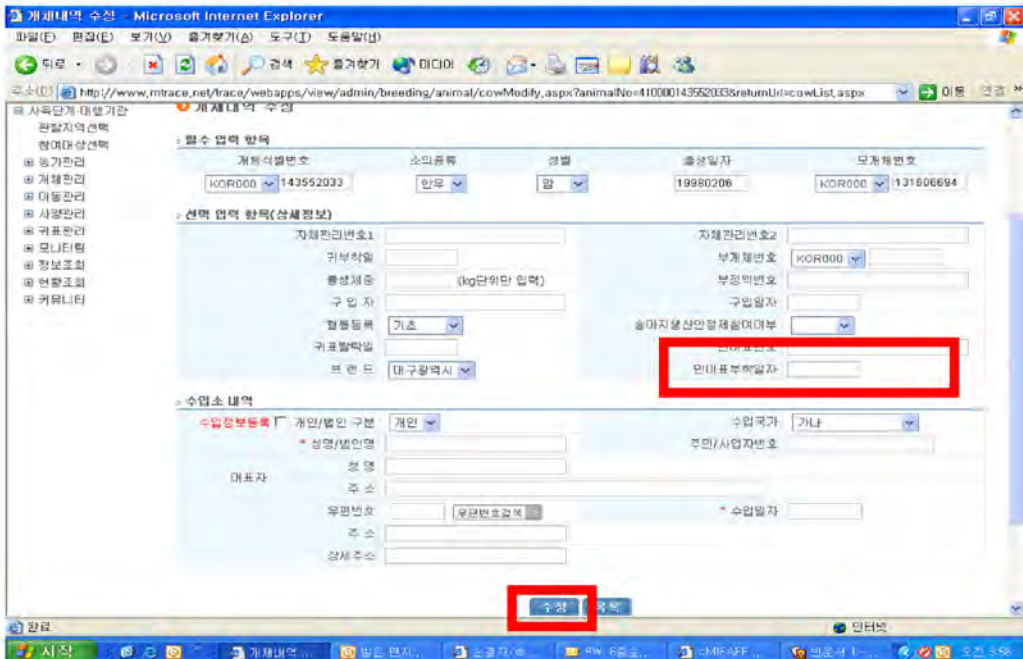 개체내역 수정 - Microsoft Internet Explorer
파일(F) 편집(E) 보기(V) 즐겨찾기(A) 도구(T) 도움말(H)
뒤로 검색 즐겨찾기 미디어
주소(D) http://www.mtrace.net/trace/webapps/view/admin/breeding/animal/cowModify.aspx?animalNo=410000143552033&returnUrl=cowList.aspx 이동 연결 »
사육단계-대행기관
관할지역선택
참여대상선택
농가관리
개체관리
이동관리
사양관리
귀표관리
모니터링
정보조회
현황조회
커뮤니티
개체내역 수정
필수 입력 항목
개체식별번호 소의종류 성별 출생일자 모개체번호
KOR000 143552033 한우 암 19980206 KOR000 131606694
선택 입력 항목(상세정보)
자체관리번호1 자체관리번호2
귀부착일 부개체번호 KOR000
출생체중 (kg단위만 입력) 부정액번호
구 입 자 구입일자
혈통등록 기초 송아지생산안정제참여여부
귀표탈락일
브 랜 드 대구광역시 민미표부착일자
수입소 내역
수입정보등록 개인/법인 구분 개인 수입국가 가나
* 성명/법인명 주민/사업자번호
대표자 성 명
주 소
우편번호 우편번호검색 * 수입일자
주 소
상세주소
수정 목록
완료 인터넷
시작 개체내역 ... 오전 3:58